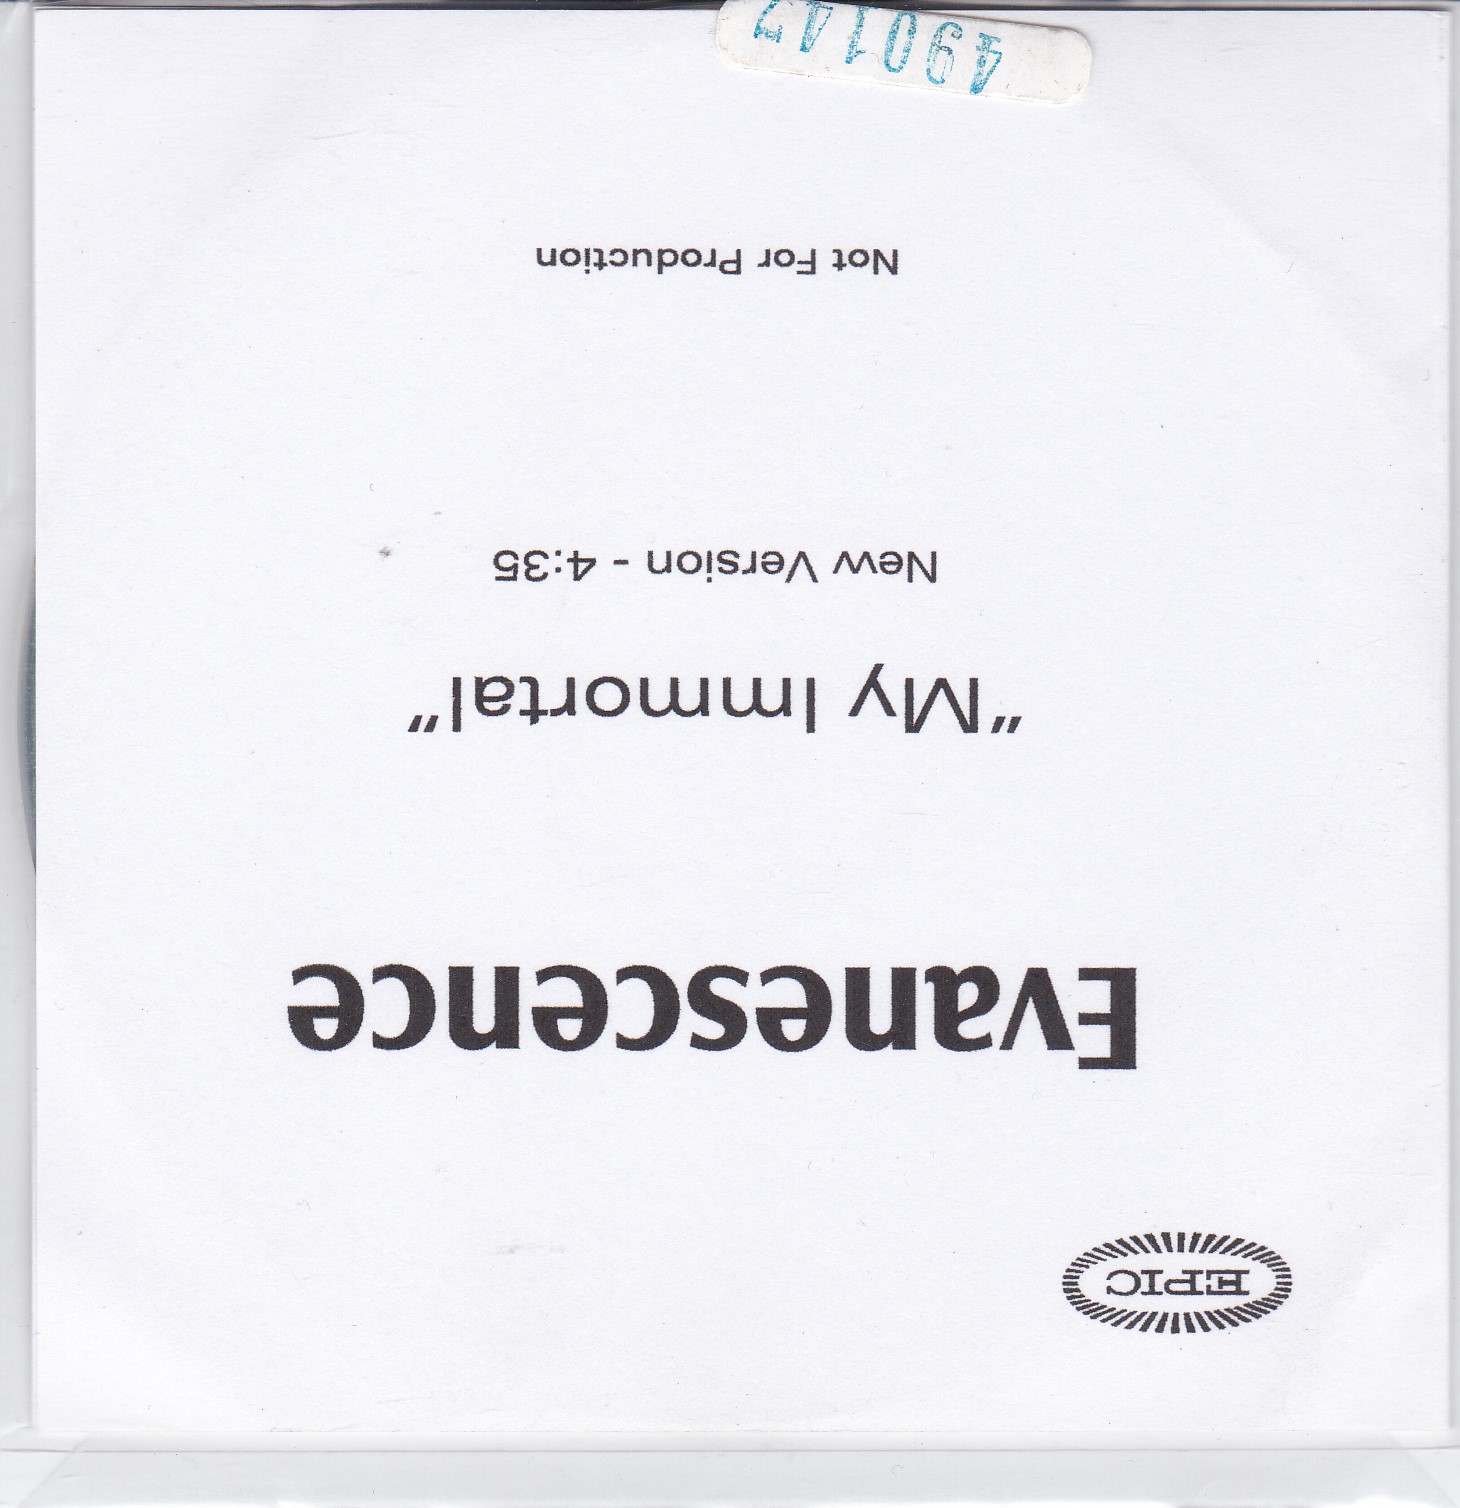 EPIC
Evanescence
"My Immortal"
New Version - 4:35
Not For Production
490147